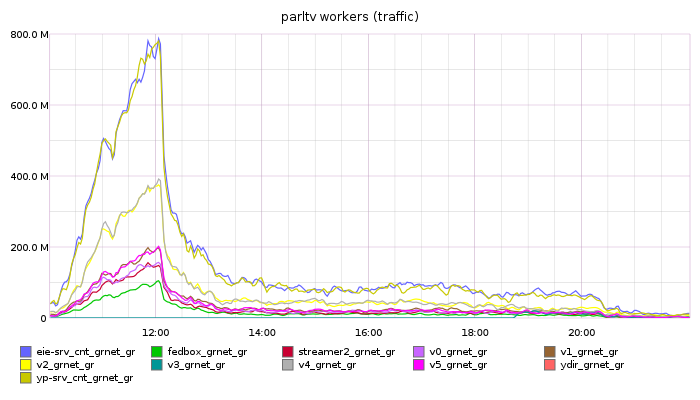 parltv workers (traffic)
800.0 M
600.0 M
400.0 M
200.0 M
0
12:00 14:00 16:00 18:00 20:00
eie-srv_cnt_grnet_gr fedbox_grnet_gr streamer2_grnet_gr v0_grnet_gr v1_grnet_gr
v2_grnet_gr v3_grnet_gr v4_grnet_gr v5_grnet_gr ydir_grnet_gr
yp-srv_cnt_grnet_gr